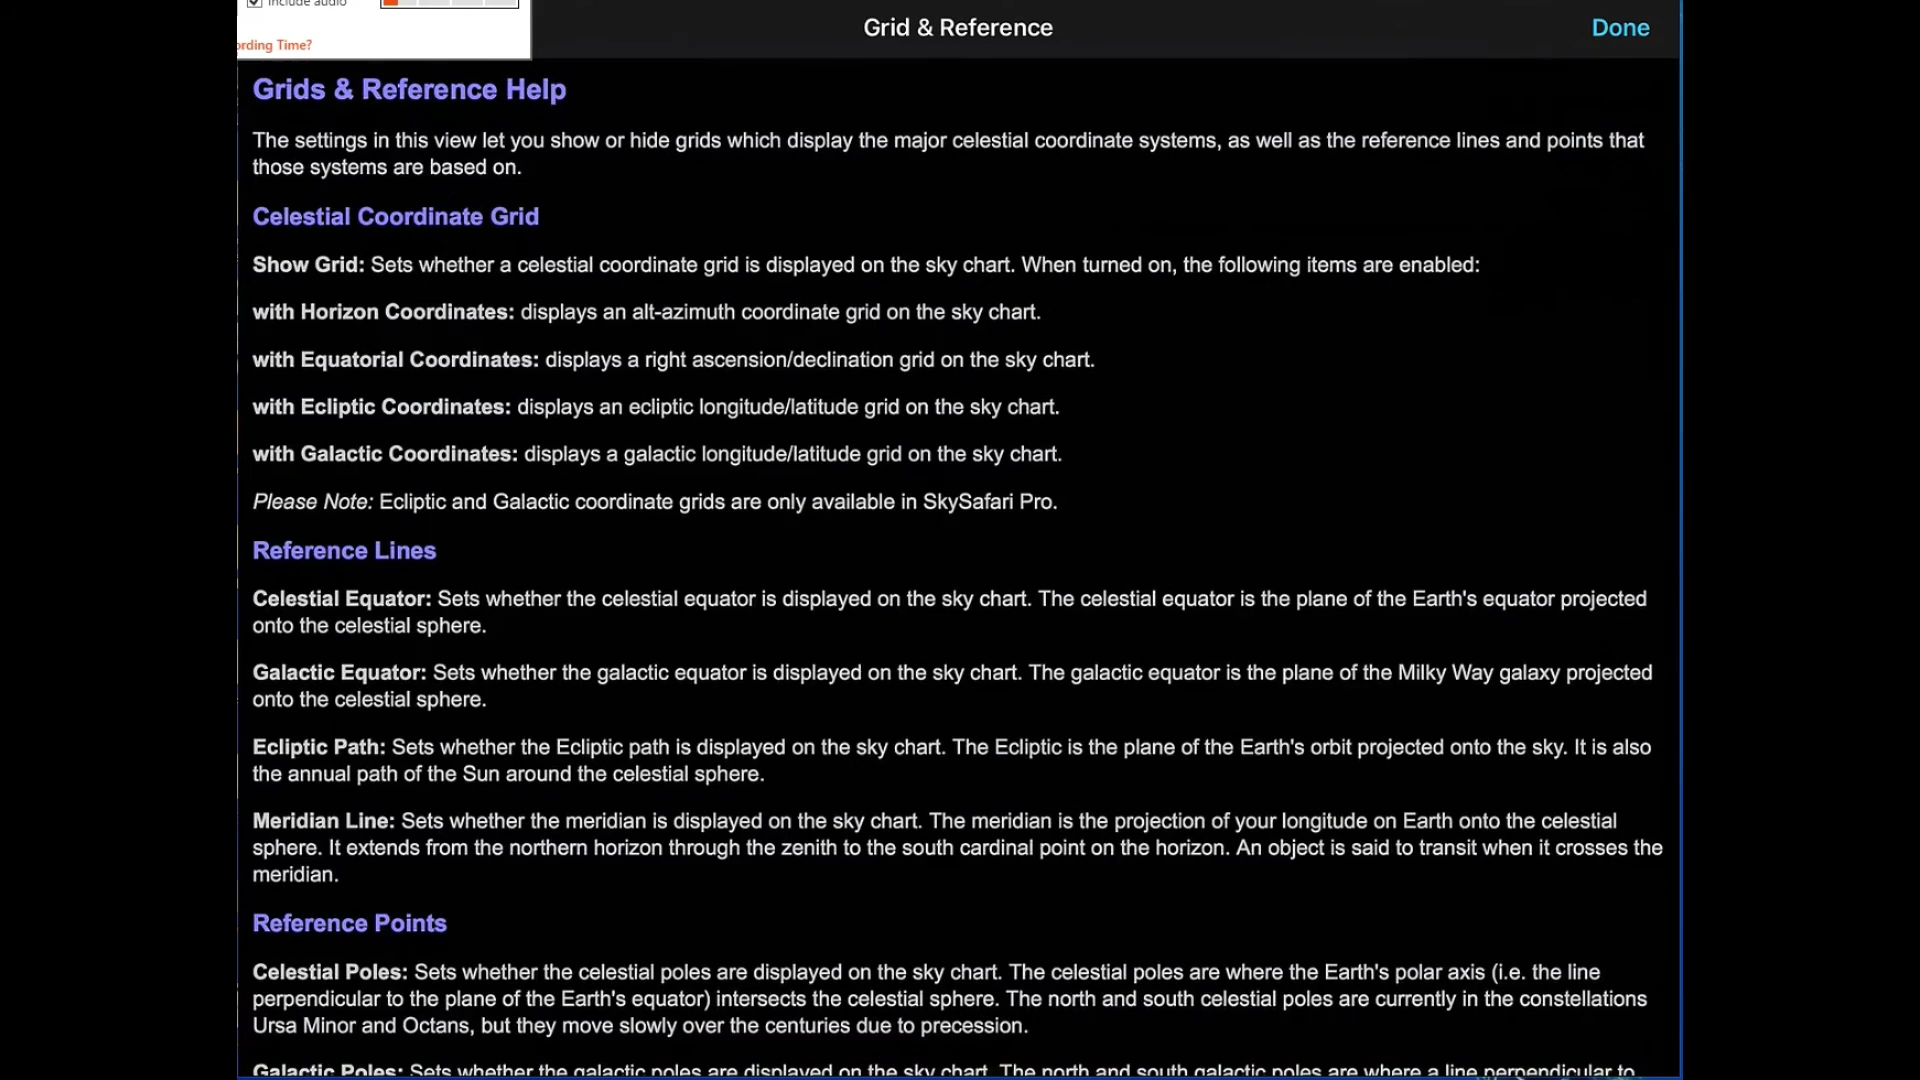 Include audio
ording Time?
Grid & Reference
Done
Grids & Reference Help
The settings in this view let you show or hide grids which display the major celestial coordinate systems, as well as the reference lines and points that
those systems are based on.
Celestial Coordinate Grid
Show Grid: Sets whether a celestial coordinate grid is displayed on the sky chart. When turned on, the following items are enabled:
with Horizon Coordinates: displays an alt-azimuth coordinate grid on the sky chart.
with Equatorial Coordinates: displays a right ascension/declination grid on the sky chart.
with Ecliptic Coordinates: displays an ecliptic longitude/latitude grid on the sky chart.
with Galactic Coordinates: displays a galactic longitude/latitude grid on the sky chart.
Please Note: Ecliptic and Galactic coordinate grids are only available in SkySafari Pro.
Reference Lines
Celestial Equator: Sets whether the celestial equator is displayed on the sky chart. The celestial equator is the plane of the Earth's equator projected
onto the celestial sphere.
Galactic Equator: Sets whether the galactic equator is displayed on the sky chart. The galactic equator is the plane of the Milky Way galaxy projected
onto the celestial sphere.
Ecliptic Path: Sets whether the Ecliptic path is displayed on the sky chart. The Ecliptic is the plane of the Earth's orbit projected onto the sky. It is also
the annual path of the Sun around the celestial sphere.
Meridian Line: Sets whether the meridian is displayed on the sky chart. The meridian is the projection of your longitude on Earth onto the celestial
sphere. It extends from the northern horizon through the zenith to the south cardinal point on the horizon. An object is said to transit when it crosses the
meridian.
Reference Points
Celestial Poles: Sets whether the celestial poles are displayed on the sky chart. The celestial poles are where the Earth's polar axis (i.e. the line
perpendicular to the plane of the Earth's equator) intersects the celestial sphere. The north and south celestial poles are currently in the constellations
Ursa Minor and Octans, but they move slowly over the centuries due to precession.
Galactic Poles: Sets whether the galactic poles are displayed on the sky chart. The north and south galactic poles are where a line perpendicular to